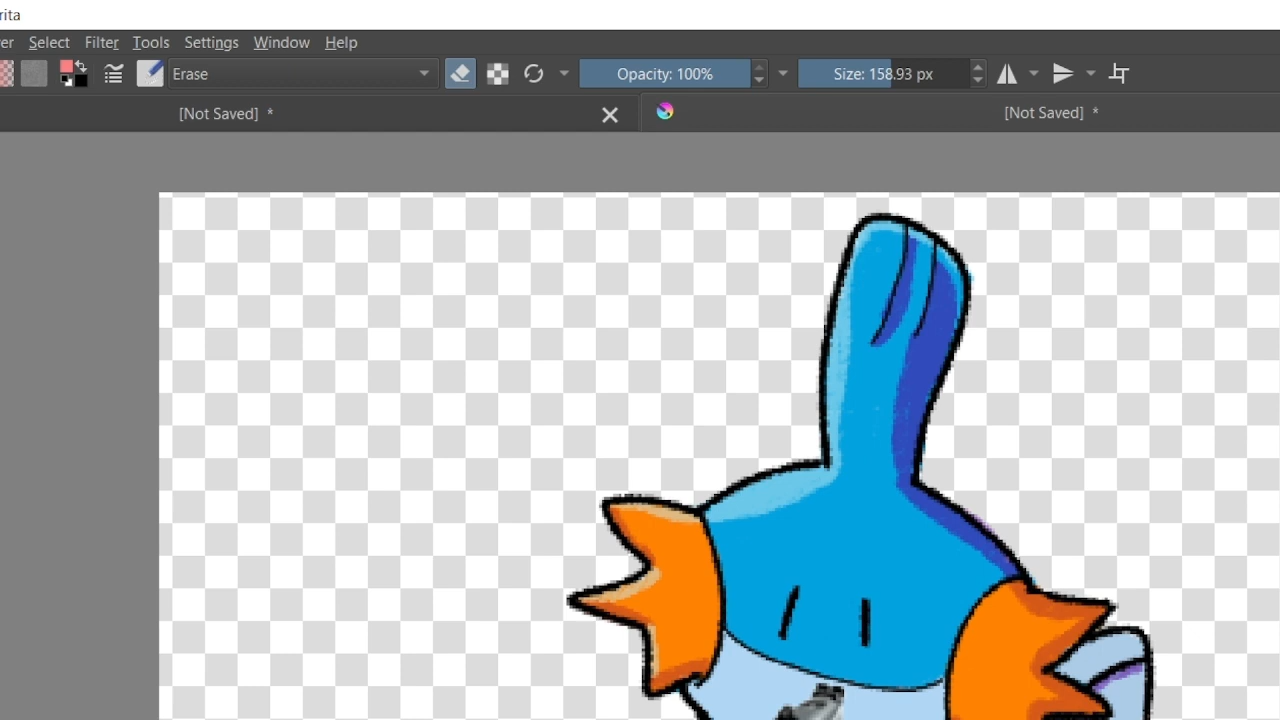 rita
er Select Filter Tools Settings Window Help
Erase Opacity: 100% Size: 158.93 px
[Not Saved] * [Not Saved] *